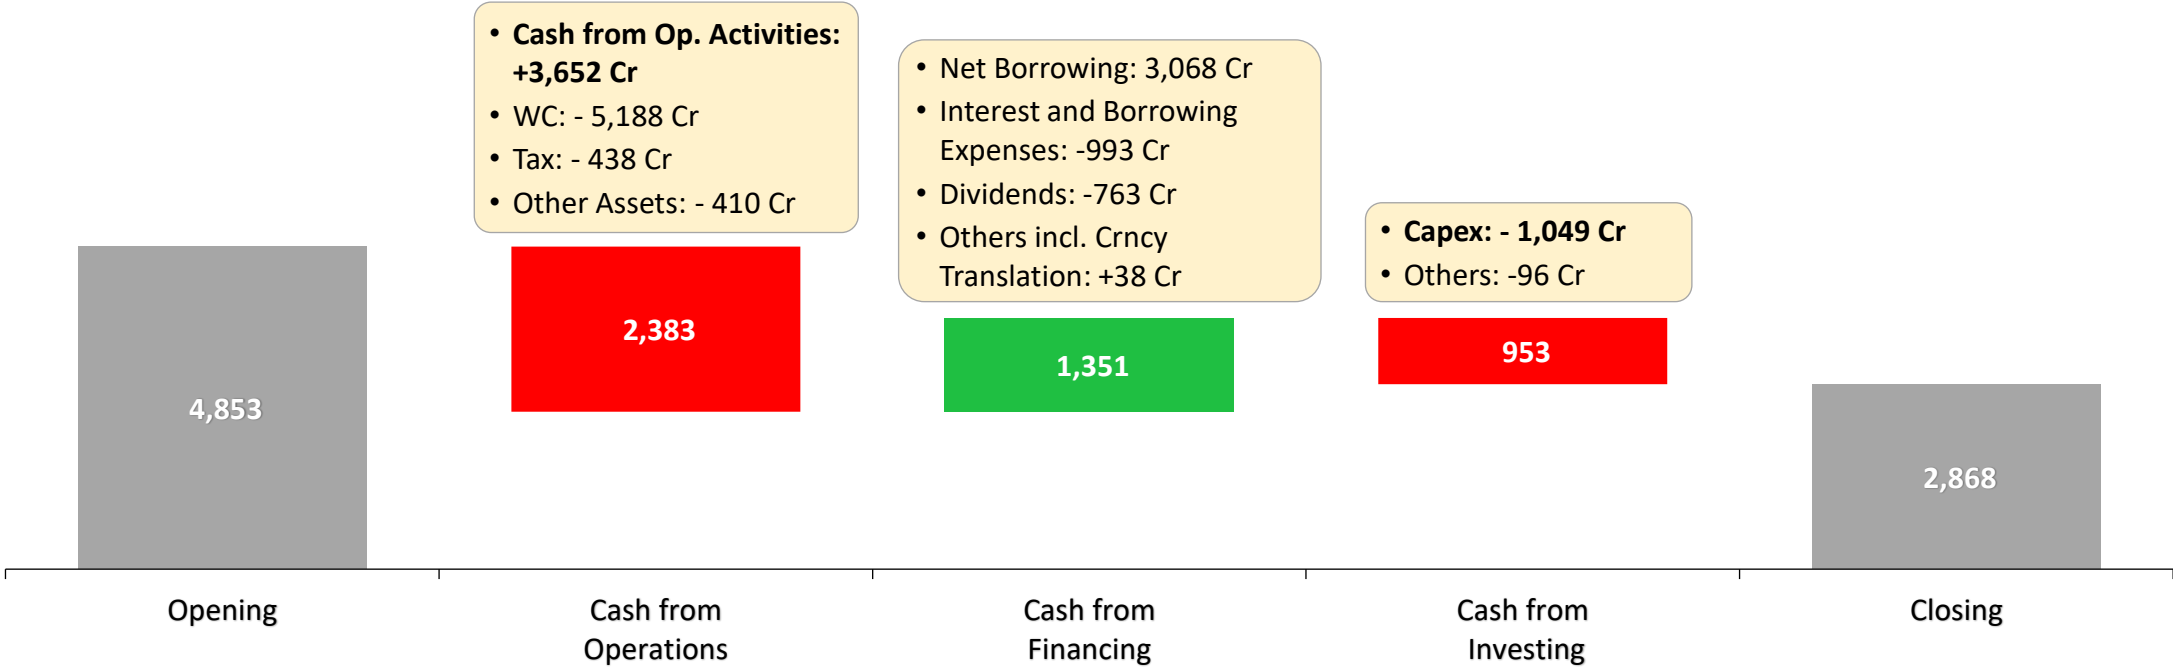 • Cash from Op. Activities:
+3,652 Cr
• WC: - 5,188 Cr
• Tax: - 438 Cr
• Other Assets: - 410 Cr
• Net Borrowing: 3,068 Cr
• Interest and Borrowing
Expenses: -993 Cr
• Dividends: -763 Cr
• Others incl. Crncy
Translation: +38 Cr
• Capex: - 1,049 Cr
• Others: -96 Cr
4,853
2,383
1,351
953
2,868
Opening
Cash from
Operations
Cash from
Financing
Cash from
Investing
Closing